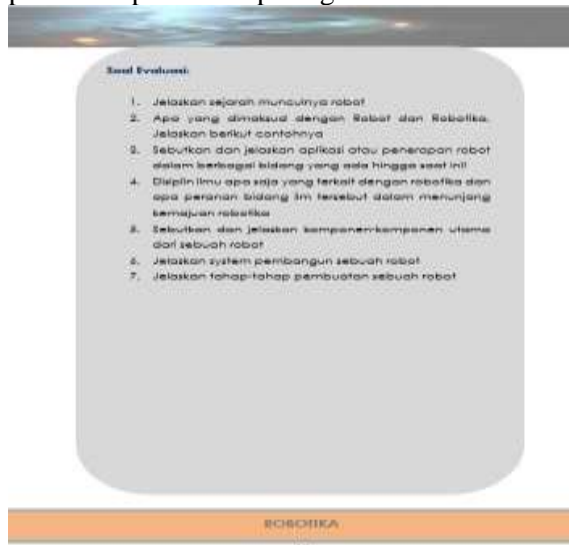 Soal Evaluasi:
1. Jelaskan sejarah munculnya robot
2. Apa yang dimaksud dengan Robot dan Robotika.
Jelaskan berikut contohnya
3. Sebutkan dan jelaskan aplikasi atau penerapan robot
dalam berbagai bidang yang ada hingga saat ini!
4. Disiplin ilmu apa saja yang terkait dengan robotika dan
apa peranan bidang lim tersebut dalam menunjang
kemajuan robotika
5. Sebutkan dan jelaskan komponen-komponen utama
dari sebuah robot
6. Jelaskan system pembangun sebuah robot
7. Jelaskan tahap-tahap pembuatan sebuah robot
ROBOTIKA